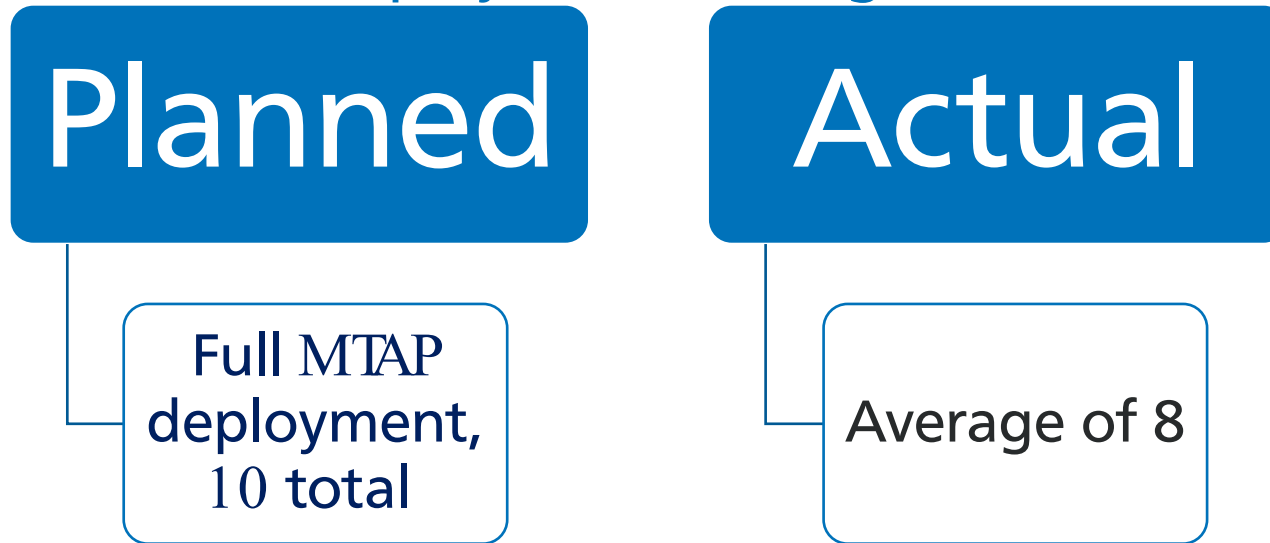 Planned
Actual
Full MTAP
deployment,
10 total
Average of 8